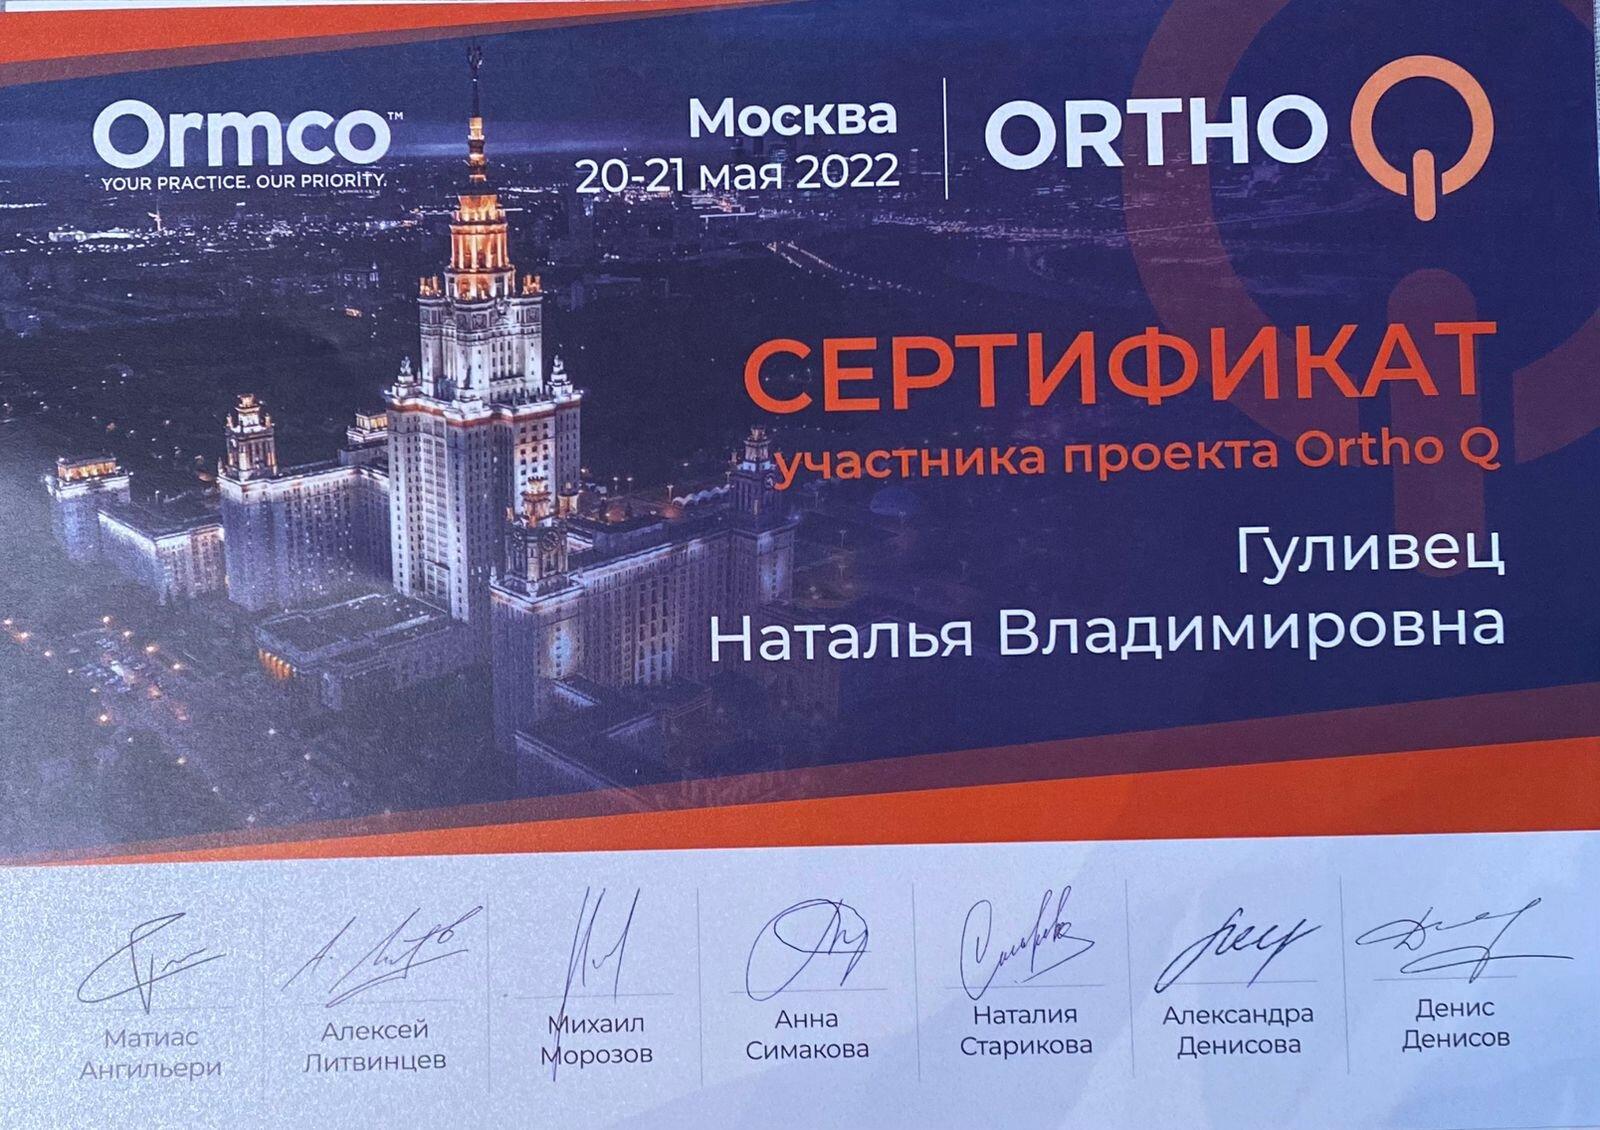 Ormco™
YOUR PRACTICE. OUR PRIORITY.
Москва
20-21 мая 2022
ORTHO Q
СЕРТИФИКАТ
участника проекта Ortho Q
Гуливец
Наталья Владимировна
Матиас
Ангильери
Алексей
Литвинцев
Михаил
Морозов
Анна
Симакова
Наталия
Старикова
Александра
Денисова
Денис
Денисов